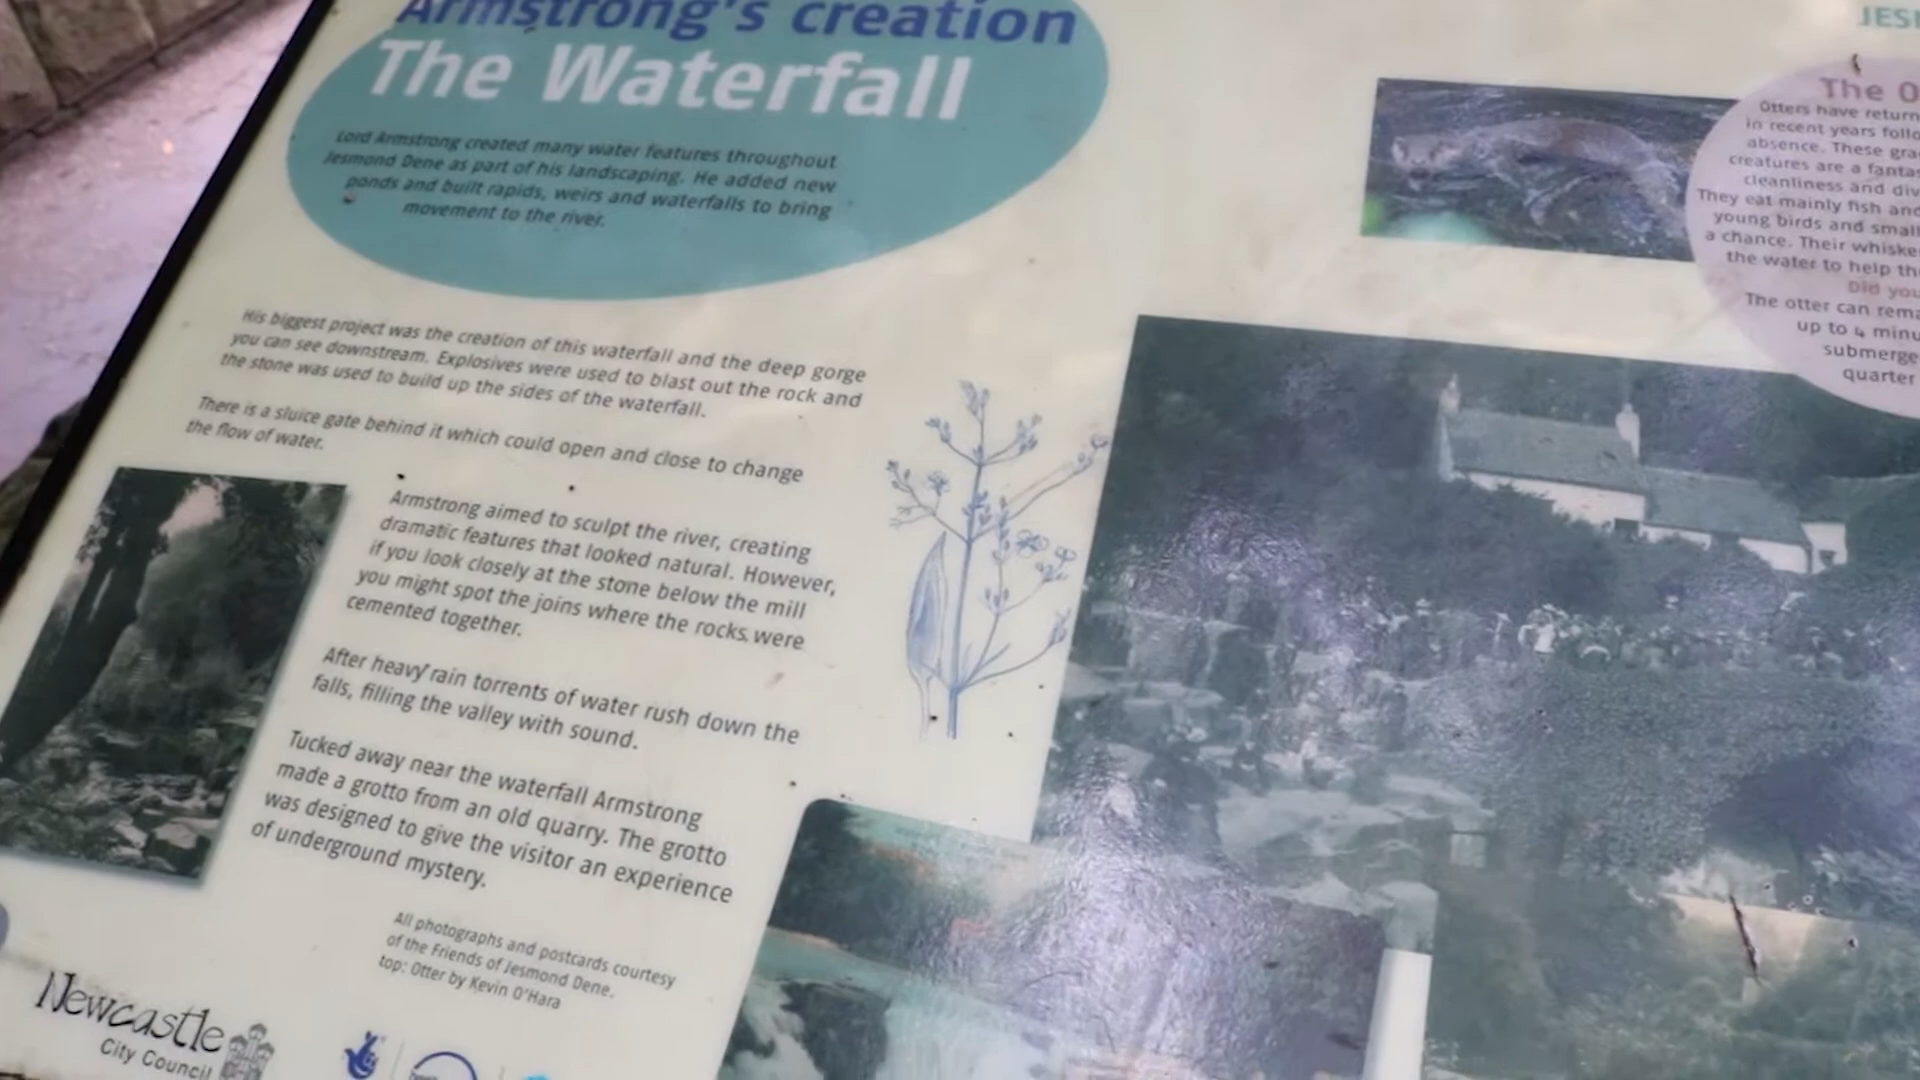 Armstrong's creation
The Waterfall
Lord Armstrong created many water features throughout
Jesmond Dene as part of his landscaping. He added new
ponds and built rapids, weirs and waterfalls to bring
movement to the river.
His biggest project was the creation of this waterfall and the deep gorge
you can see downstream. Explosives were used to blast out the rock and
the stone was used to build up the sides of the waterfall.
There is a sluice gate behind it which could open and close to change
the flow of water.
Armstrong aimed to sculpt the river, creating
dramatic features that looked natural. However,
if you look closely at the stone below the mill
you might spot the joins where the rocks were
cemented together.
After heavy rain torrents of water rush down the
falls, filling the valley with sound.
Tucked away near the waterfall Armstrong
made a grotto from an old quarry. The grotto
was designed to give the visitor an experience
of underground mystery.
All photographs and postcards courtesy
of the Friends of Jesmond Dene.
top: Otter by Kevin O'Hara
Newcastle
City Council
JES
The O
Otters have return
in recent years follo
absence. These gra
creatures are a fantas
cleanliness and div
They eat mainly fish and
young birds and small
a chance. Their whiske
the water to help th
Did you
The otter can rema
up to 4 minu
submerge
quarter